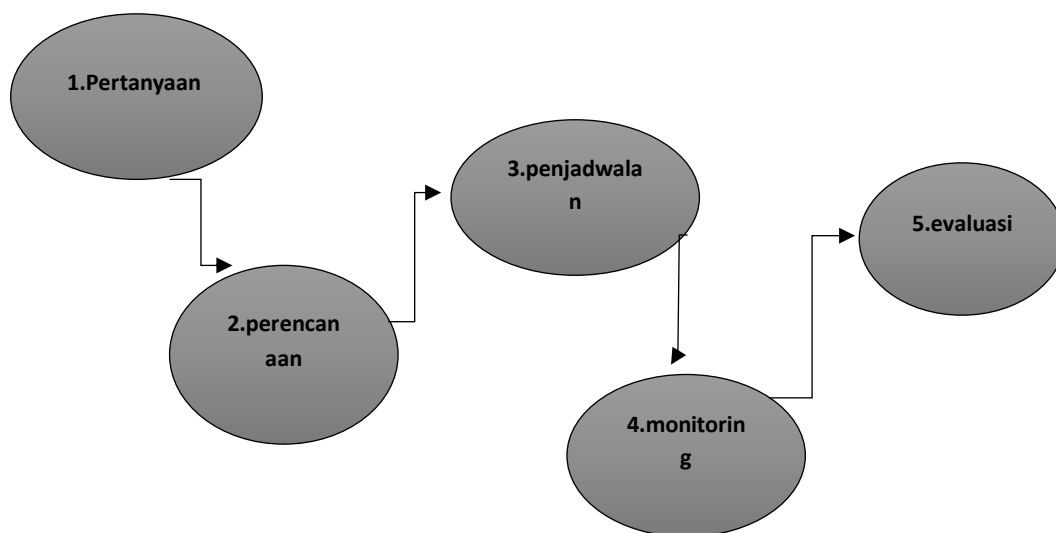 1.Pertanyaan
2.perencan
aan
3.penjadwala
n
4.monitorin
g
5.evaluasi